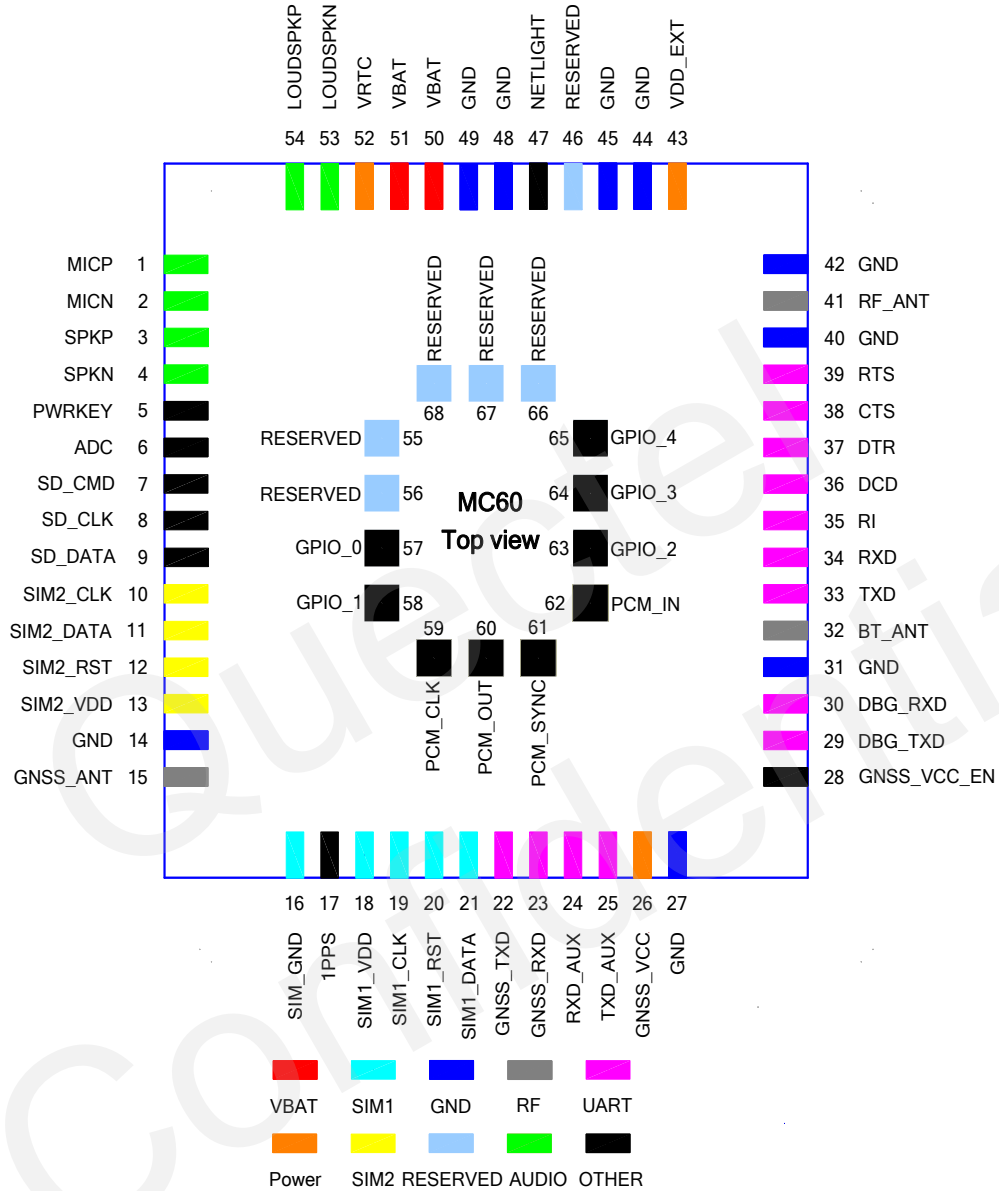 LOUDSPKP
LOUDSPKN
VRTC
VBAT
VBAT
GND
GND
NETLIGHT
RESERVED
GND
GND
VDD_EXT
54 53 52 51 50 49 48 47 46 45 44 43
MICP 1
MICN 2
SPKP 3
SPKN 4
PWRKEY 5
ADC 6
SD_CMD 7
SD_CLK 8
SD_DATA 9
SIM2_CLK 10
SIM2_DATA 11
SIM2_RST 12
SIM2_VDD 13
GND 14
GNSS_ANT 15
RESERVED
RESERVED
RESERVED
68 67 66
RESERVED 55
RESERVED 56
GPIO_0 57
GPIO_1 58
MC60
Top view
65 GPIO_4
64 GPIO_3
63 GPIO_2
62 PCM_IN
59 60 61
PCM_CLK
PCM_OUT
PCM_SYNC
42 GND
41 RF_ANT
40 GND
39 RTS
38 CTS
37 DTR
36 DCD
35 RI
34 RXD
33 TXD
32 BT_ANT
31 GND
30 DBG_RXD
29 DBG_TXD
28 GNSS_VCC_EN
16 17 18 19 20 21 22 23 24 25 26 27
SIM_GND
1PPS
SIM1_VDD
SIM1_CLK
SIM1_RST
SIM1_DATA
GNSS_TXD
GNSS_RXD
RXD_AUX
TXD_AUX
GNSS_VCC
GND
VBAT SIM1 GND RF UART
Power SIM2 RESERVED AUDIO OTHER
Quectel
Confidentia